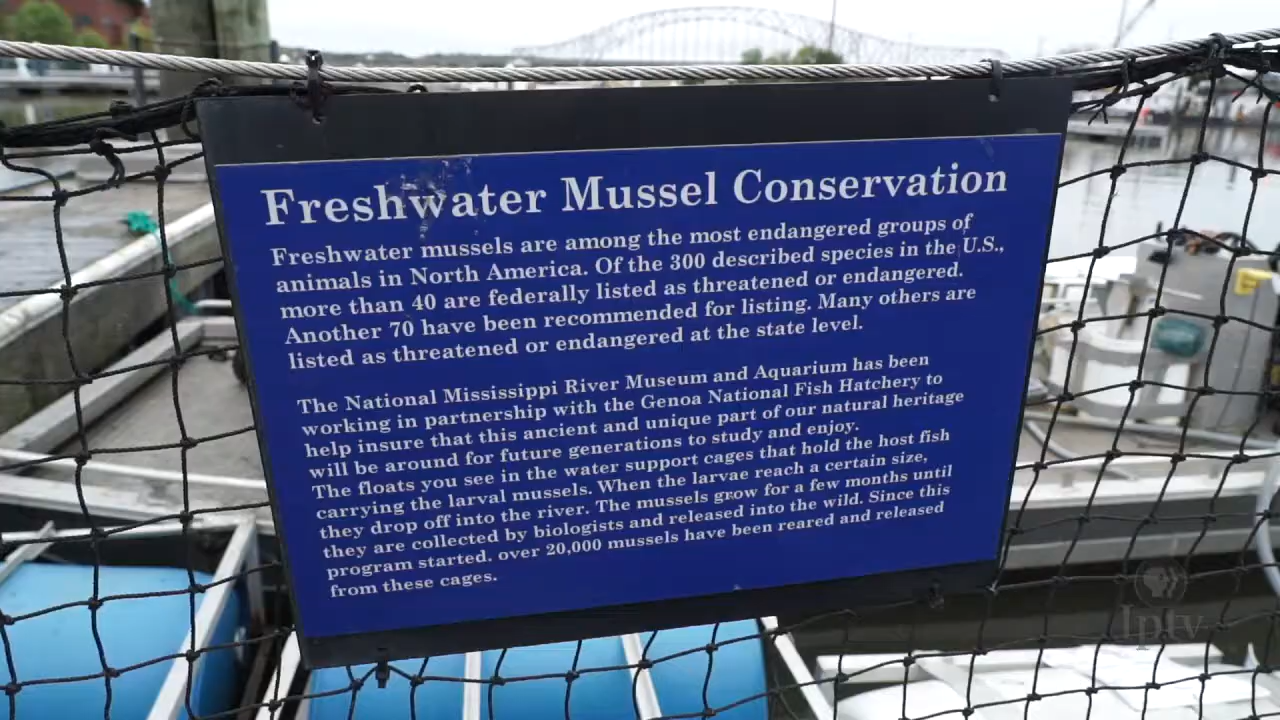 Freshwater Mussel Conservation
Freshwater mussels are among the most endangered groups of
animals in North America. Of the 300 described species in the U.S.,
more than 40 are federally listed as threatened or endangered.
Another 70 have been recommended for listing. Many others are
listed as threatened or endangered at the state level.
The National Mississippi River Museum and Aquarium has been
working in partnership with the Genoa National Fish Hatchery to
help insure that this ancient and unique part of our natural heritage
will be around for future generations to study and enjoy.
The floats you see in the water support cages that hold the host fish
carrying the larval mussels. When the larvae reach a certain size,
they drop off into the river. The mussels grow for a few months until
they are collected by biologists and released into the wild. Since this
program started. over 20,000 mussels have been reared and released
from these cages.
Iptv